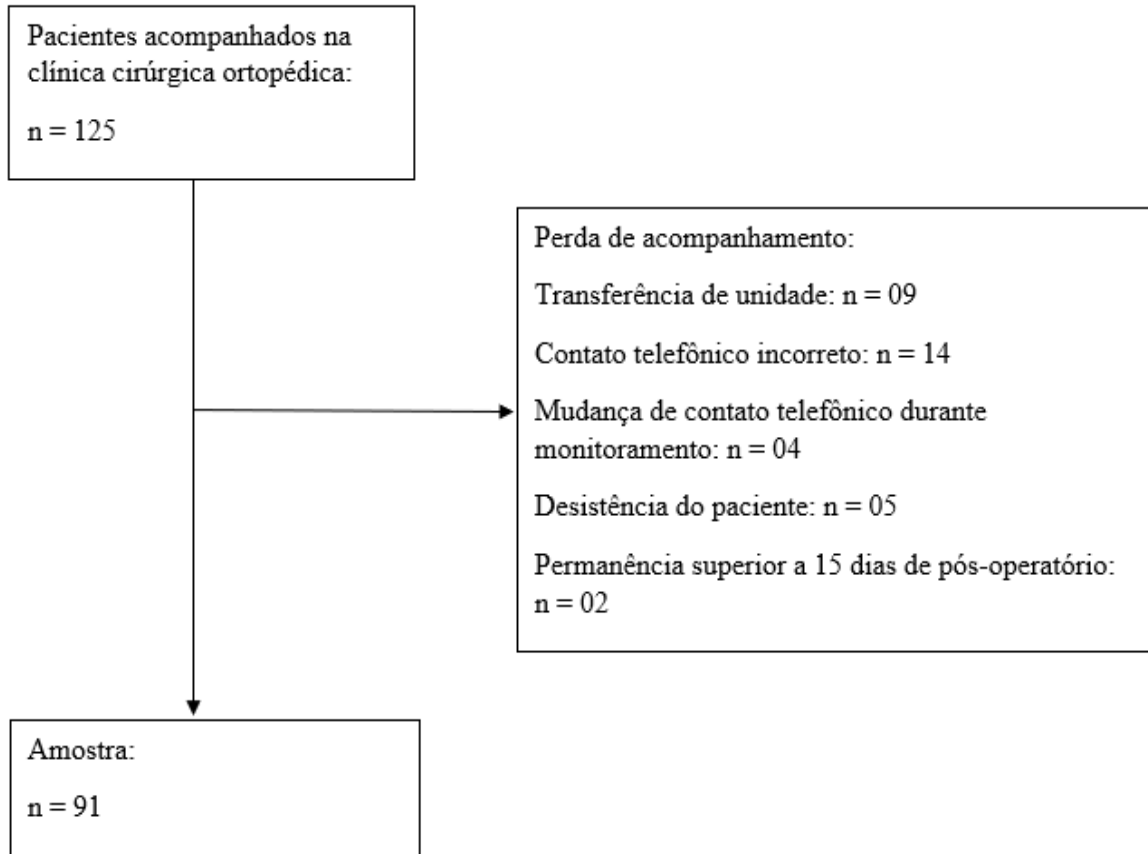 Pacientes acompanhados na
clínica cirúrgica ortopédica:
n = 125
Perda de acompanhamento:
Transferência de unidade: n = 09
Contato telefônico incorreto: n = 14
Mudança de contato telefônico durante
monitoramento: n = 04
Desistência do paciente: n = 05
Permanência superior a 15 dias de pós-operatório:
n = 02
Amostra:
n = 91